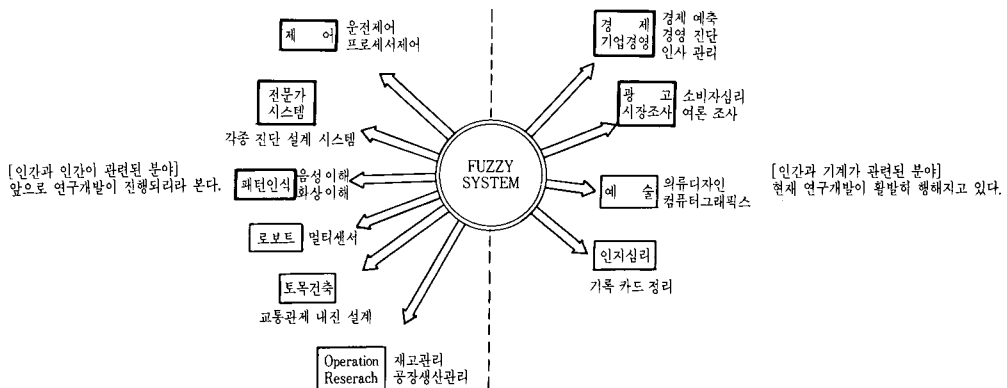 제 어
운전제어
프로세서제어
전문가
시스템
각종 진단 설계 시스템
[인간과 인간이 관련된 분야]
앞으로 연구개발이 진행되리라 본다.
패턴인식
음성이해
화상이해
로보트
멀티쎈서
토목건축
교통관제 내진 설계
Operation
Reserach
재고관리
공장생산관리
FUZZY
SYSTEM
경 제
기업경영
경제 예측
경영 진단
인사 관리
광 고
시장조사
소비자심리
여론 조사
예 술
의류디자인
컴퓨터그래픽스
인지심리
기록 카드 정리
[인간과 기계가 관련된 분야]
현재 연구개발이 활발히 행해지고 있다.